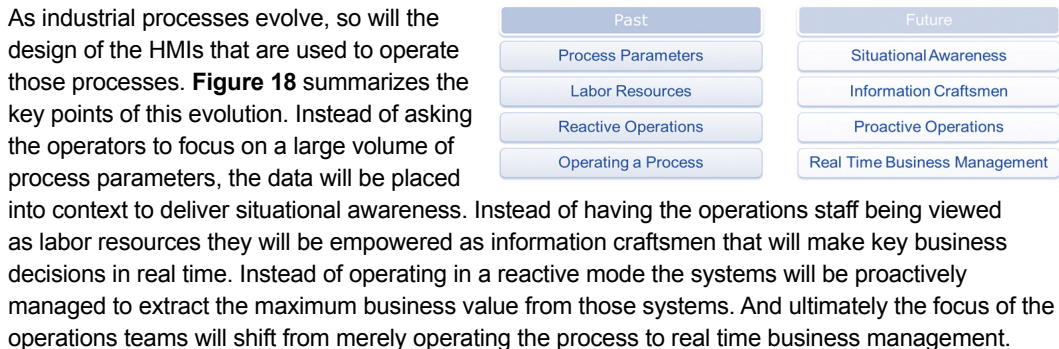 As industrial processes evolve, so will the
design of the HMIs that are used to operate
those processes. Figure 18 summarizes the
key points of this evolution. Instead of asking
the operators to focus on a large volume of
process parameters, the data will be placed
Past Future
Process Parameters Situational Awareness
Labor Resources Information Craftsmen
Reactive Operations Proactive Operations
Operating a Process Real Time Business Management
into context to deliver situational awareness. Instead of having the operations staff being viewed
as labor resources they will be empowered as information craftsmen that will make key business
decisions in real time. Instead of operating in a reactive mode the systems will be proactively
managed to extract the maximum business value from those systems. And ultimately the focus of the
operations teams will shift from merely operating the process to real time business management.